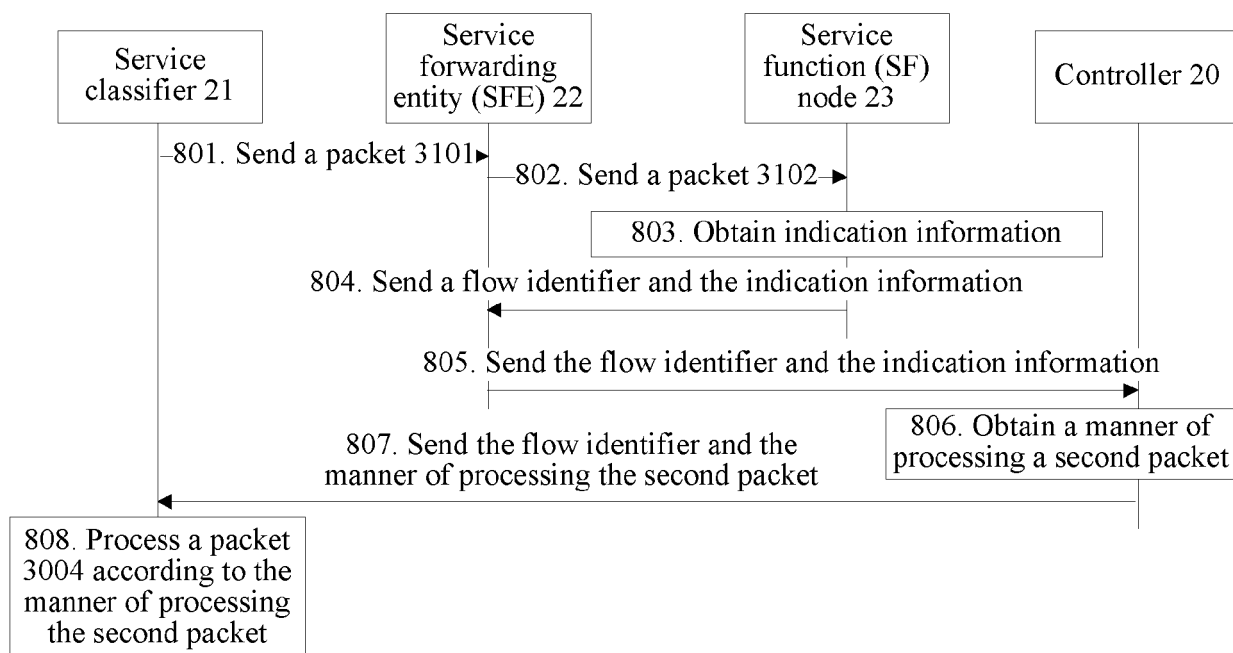 Service
classifier 21
Service
forwarding
entity (SFE) 22
Service
function (SF)
node 23
Controller 20
801. Send a packet 3101
802. Send a packet 3102
803. Obtain indication information
804. Send a flow identifier and the indication information
805. Send the flow identifier and the indication information
806. Obtain a manner of
processing a second packet
807. Send the flow identifier and the
manner of processing the second packet
808. Process a packet
3004 according to the
manner of processing
the second packet